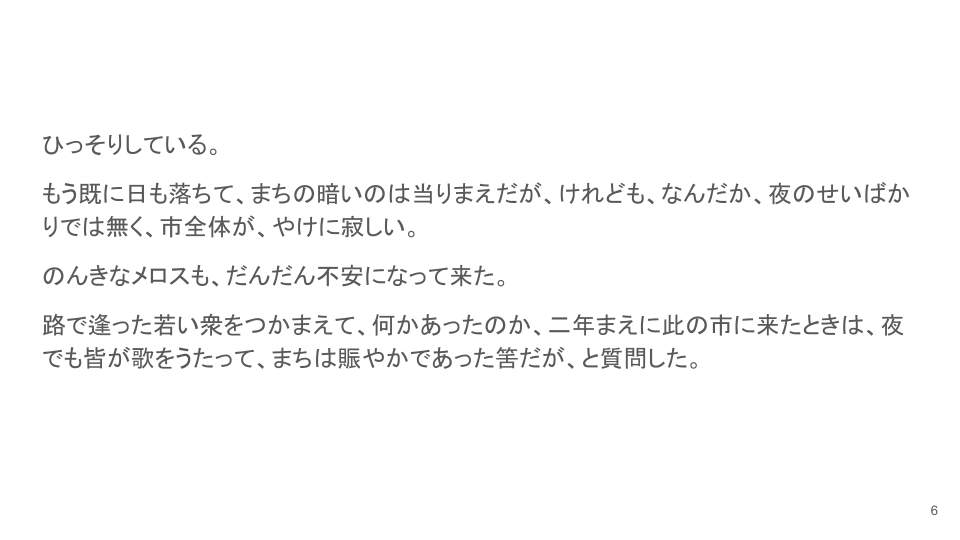 ひっそりしている。
もう既に日も落ちて、まちの暗いのは当りまえだが、けれども、なんだか、夜のせいばか
りでは無く、市全体が、やけに寂しい。
のんきなメロスも、だんだん不安になって来た。
路で逢った若い衆をつかまえて、何かあったのか、二年まえに此の市に来たときは、夜
でも皆が歌をうたって、まちは賑やかであった筈だが、と質問した。
6